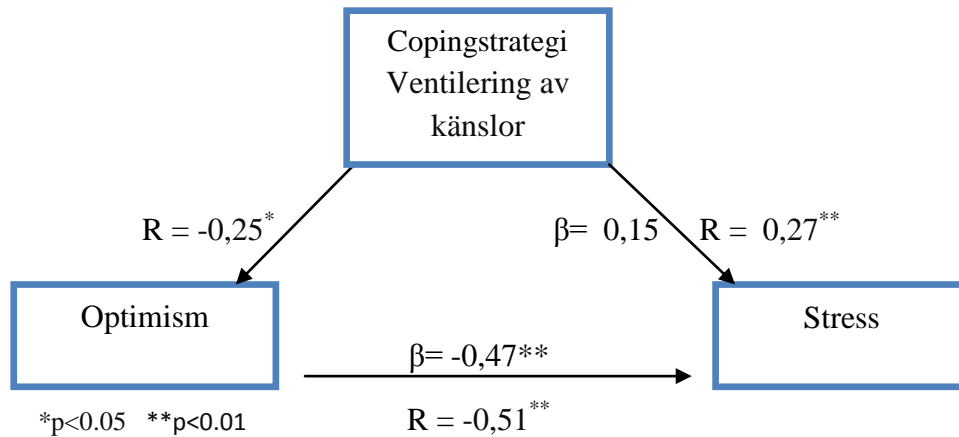 Copingstrategi
Ventilering av
känslor
R = -0,25*
β= 0,15 R = 0,27**
Optimism
Stress
β= -0,47**
R = -0,51**
*p<0.05 **p<0.01